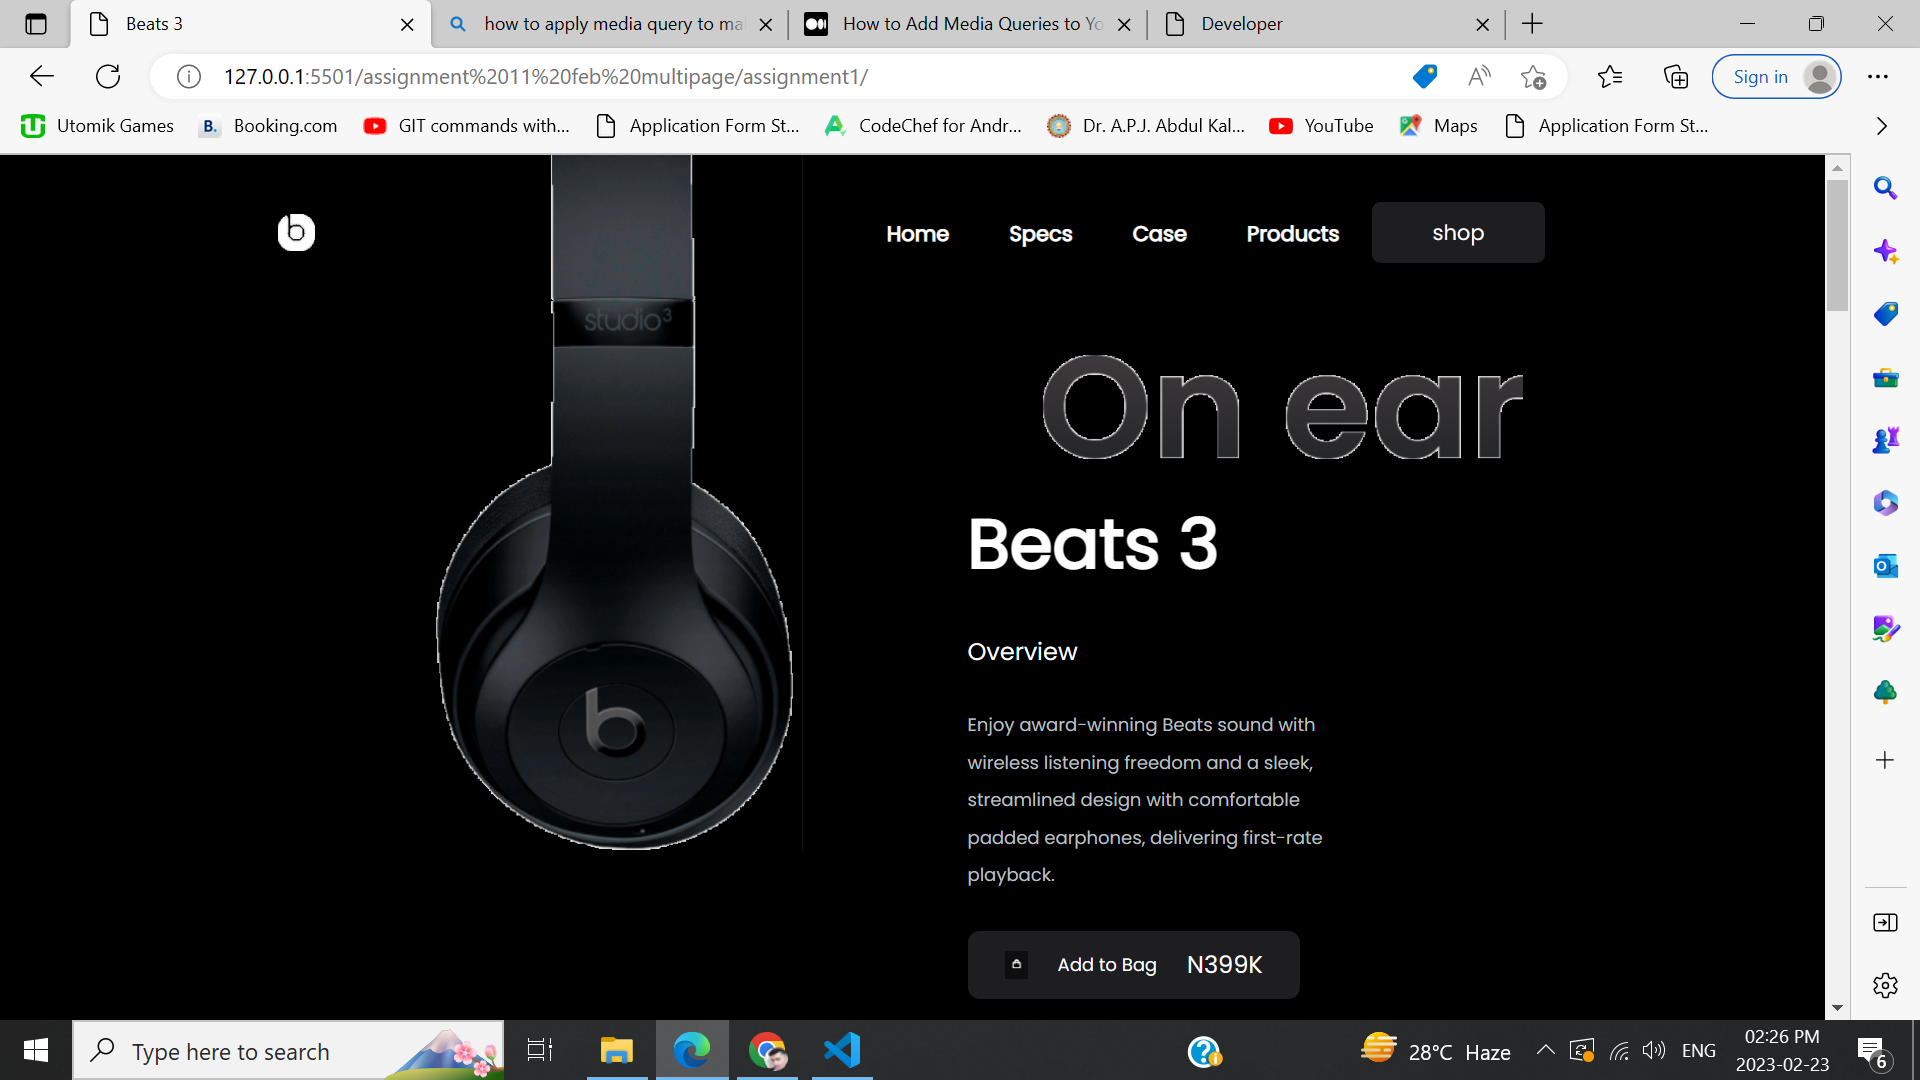 Beats 3
how to apply media query to mal
How to Add Media Queries to Yo
Developer
127.0.0.1:5501/assignment%2011%20feb%20multipage/assignment1/
Sign in
Utomik Games
B. Booking.com
GIT commands with...
Application Form St...
CodeChef for Andr...
Dr. A.P.J. Abdul Kal...
YouTube
Maps
Application Form St...
b
Home
Specs
Case
Products
shop
studio3
On ear
Beats 3
Overview
Enjoy award-winning Beats sound with
wireless listening freedom and a sleek,
streamlined design with comfortable
padded earphones, delivering first-rate
playback.
b
Add to Bag
N399K
Type here to search
28°C Haze
ENG
02:26 PM
2023-02-23
6